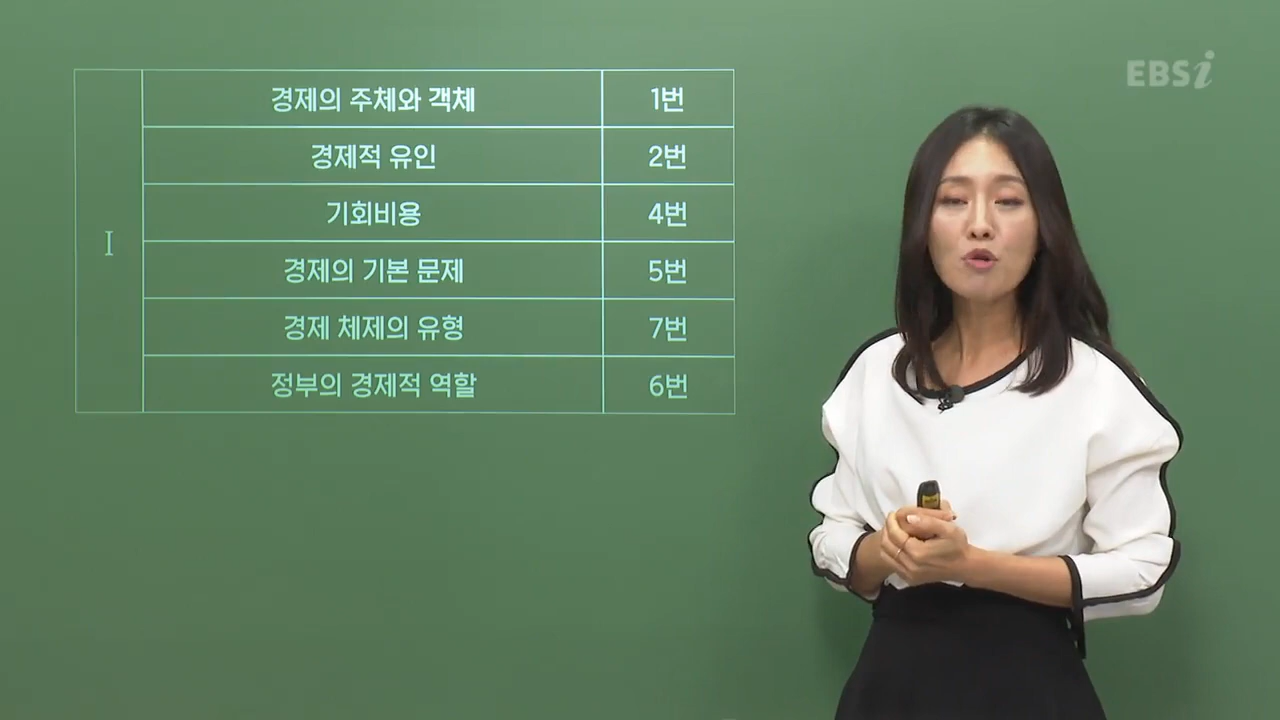 EBSi
I
경제의 주체와 객체 1번
경제적 유인 2번
기회비용 4번
경제의 기본 문제 5번
경제 체제의 유형 7번
정부의 경제적 역할 6번